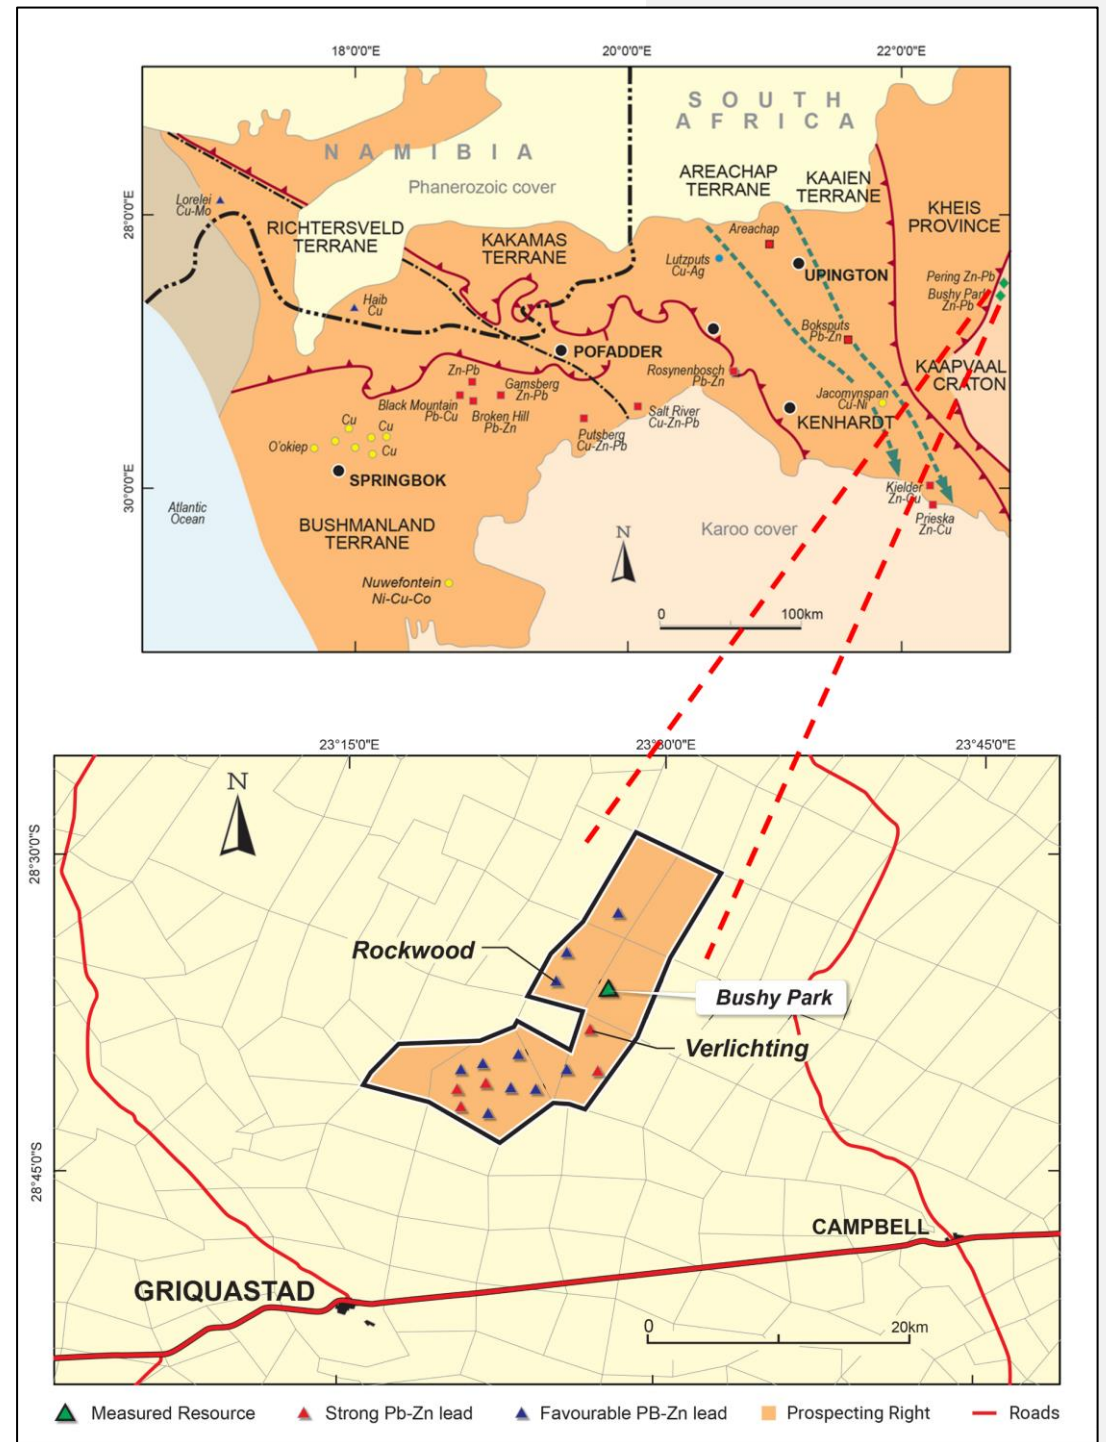 18°0'0"E
20°0'0"E
22°0'0"E
SOUTH
AFRICA
NAMIBIA
Phanerozoic cover
AREACHAP
TERRANE
KAAIEN
TERRANE
Lorelei
Cu-Mo
28°0'0"E
RICHTERSVELD
TERRANE
KAKAMAS
TERRANE
KHEIS
PROVINCE
Areachap
Lutzputs
Cu-Ag
UPINGTON
Pering Zn-Pb
Bushy Park
Zn-Pb
Haib
Cu
Boksputs
Pb-Zn
POFADDER
KAAPVAAL
CRATON
Zn-Pb
Gamsberg
Zn-Pb
Rosynenbosch
Pb-Zn
Black Mountain
Pb-Cu
Broken Hill
Pb-Zn
Salt River
Cu-Zn-Pb
Jacomynspan
Cu-Ni
KENHARDT
Putsberg
Cu-Zn-Pb
Cu
Cu
Cu
O'okiep
SPRINGBOK
30°0'0"E
Kielder
Zn-Cu
Atlantic
Ocean
BUSHMANLAND
TERRANE
N
Karoo cover
Prieska
Zn-Cu
Nuwefontein
Ni-Cu-Co
0 100km
23°15'0"E
23°30'0"E
23°45'0"E
N
28°30'0"S
Rockwood
Bushy Park
Verlichting
28°45'0"S
CAMPBELL
GRIQUASTAD
0 20km
Measured Resource
Strong Pb-Zn lead
Favourable PB-Zn lead
Prospecting Right
Roads